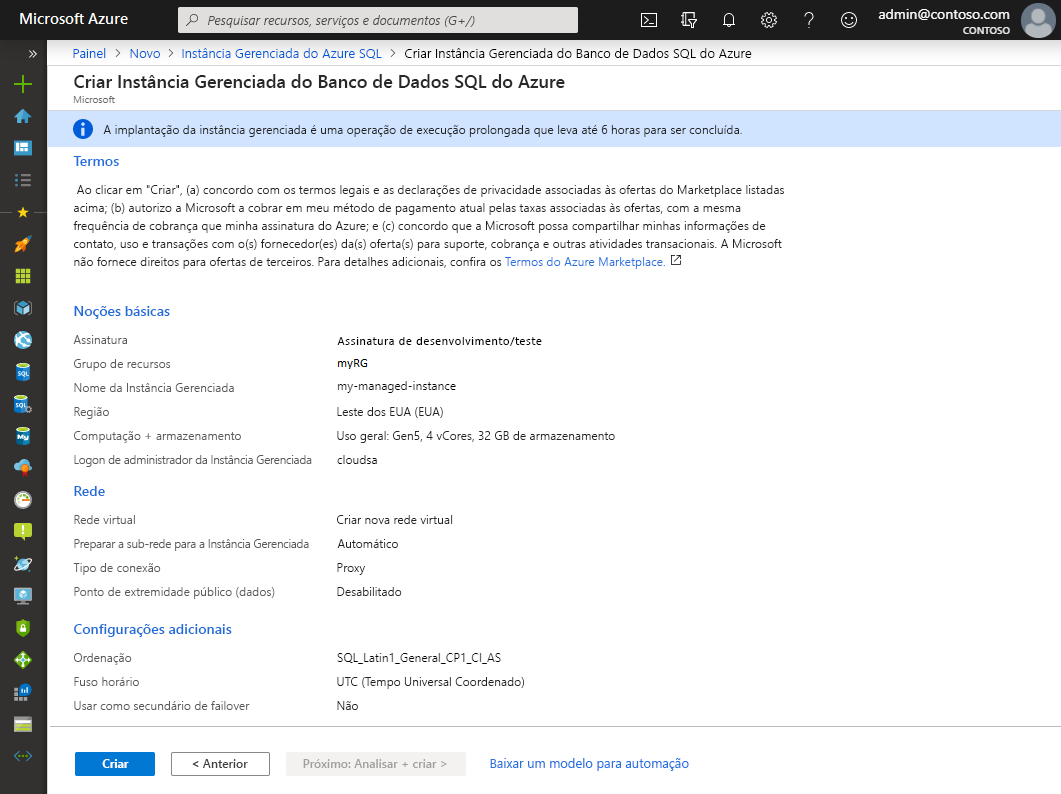 Microsoft Azure
Pesquisar recursos, serviços e documentos (G+/)
admin@contoso.com
CONTOSO
Painel > Novo > Instância Gerenciada do Azure SQL > Criar Instância Gerenciada do Banco de Dados SQL do Azure
Criar Instância Gerenciada do Banco de Dados SQL do Azure
Microsoft
A implantação da instância gerenciada é uma operação de execução prolongada que leva até 6 horas para ser concluída.
Termos
Ao clicar em "Criar", (a) concordo com os termos legais e as declarações de privacidade associadas às ofertas do Marketplace listadas
acima; (b) autorizo a Microsoft a cobrar em meu método de pagamento atual pelas taxas associadas às ofertas, com a mesma
frequência de cobrança que minha assinatura do Azure; e (c) concordo que a Microsoft possa compartilhar minhas informações de
contato, uso e transações com o(s) fornecedor(es) da(s) oferta(s) para suporte, cobrança e outras atividades transacionais. A Microsoft
não fornece direitos para ofertas de terceiros. Para detalhes adicionais, confira os Termos do Azure Marketplace.
Noções básicas
Assinatura Assinatura de desenvolvimento/teste
Grupo de recursos myRG
Nome da Instância Gerenciada my-managed-instance
Região Leste dos EUA (EUA)
Computação + armazenamento Uso geral: Gen5, 4 vCores, 32 GB de armazenamento
Logon de administrador da Instância Gerenciada cloudsa
Rede
Rede virtual Criar nova rede virtual
Preparar a sub-rede para a Instância Gerenciada Automático
Tipo de conexão Proxy
Ponto de extremidade público (dados) Desabilitado
Configurações adicionais
Ordenação SQL_Latin1_General_CP1_CI_AS
Fuso horário UTC (Tempo Universal Coordenado)
Usar como secundário de failover Não
Criar < Anterior Próximo: Analisar + criar > Baixar um modelo para automação
SQL
SQL
My